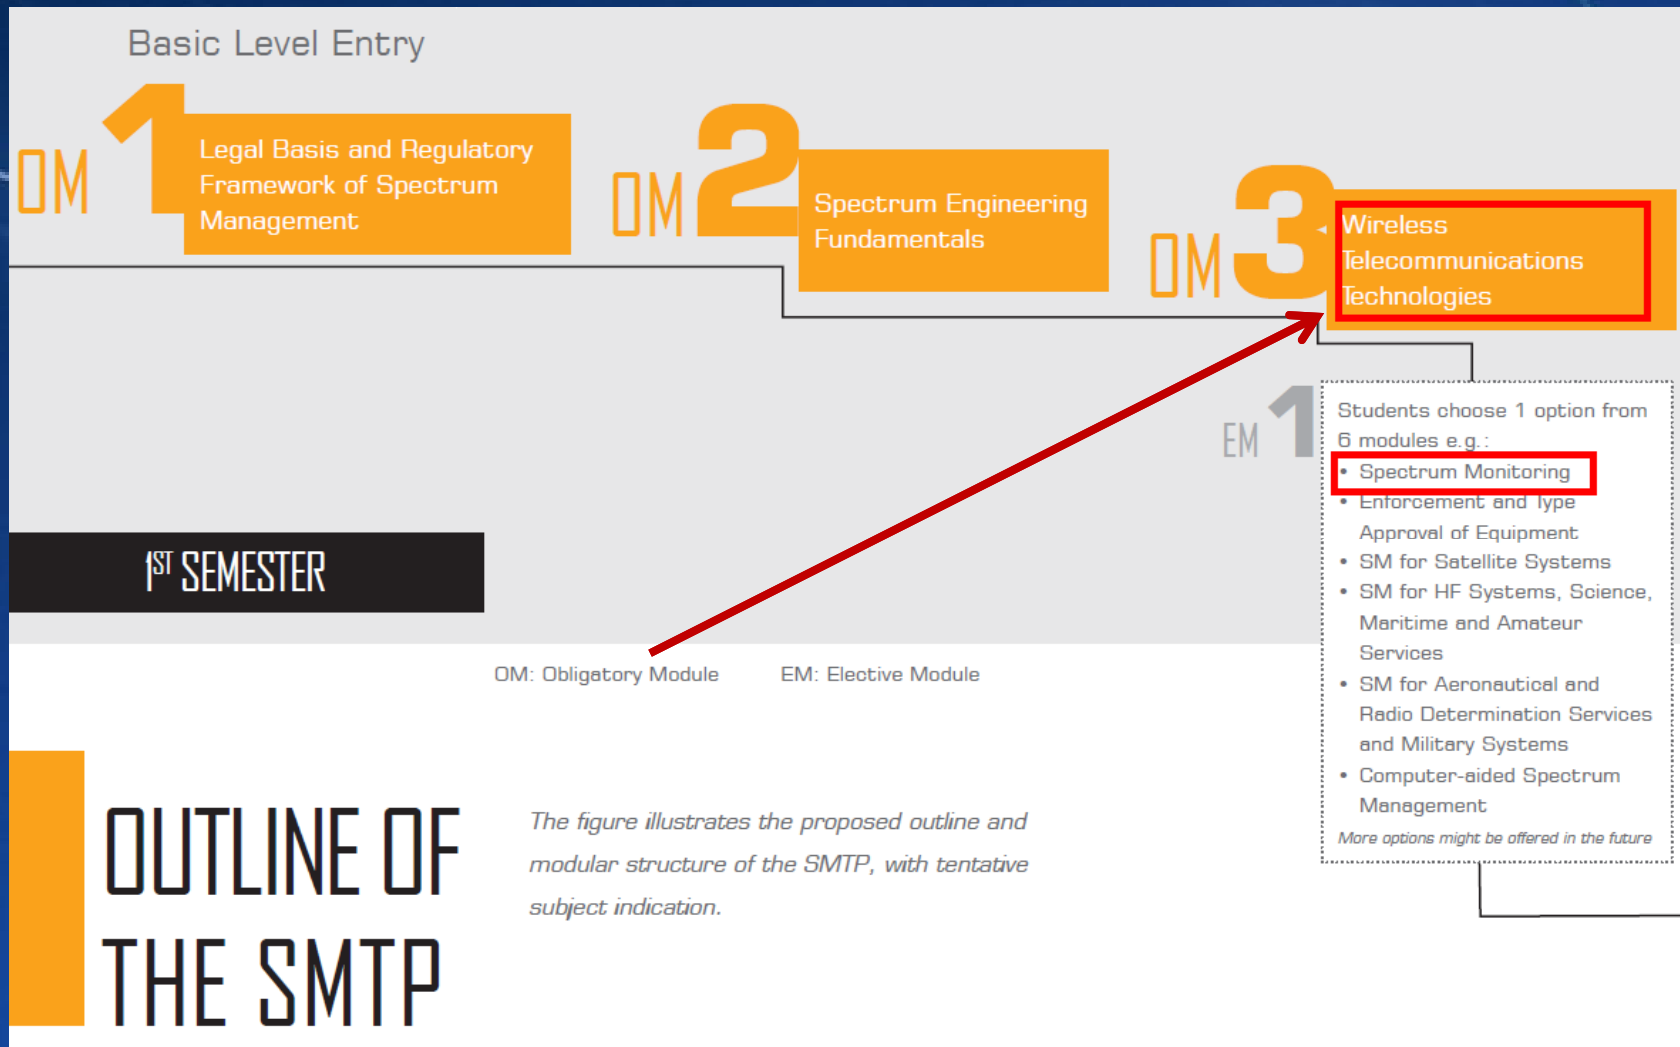 Basic Level Entry
OM 1
Legal Basis and Regulatory
Framework of Spectrum
Management
OM 2
Spectrum Engineering
Fundamentals
OM 3
Wireless
Telecommunications
Technologies
EM 1
Students choose 1 option from
6 modules e.g.:
• Spectrum Monitoring
• Enforcement and Type
Approval of Equipment
• SM for Satellite Systems
• SM for HF Systems, Science,
Maritime and Amateur
Services
• SM for Aeronautical and
Radio Determination Services
and Military Systems
• Computer-aided Spectrum
Management
More options might be offered in the future
1ST SEMESTER
OM: Obligatory Module
EM: Elective Module
OUTLINE OF
THE SMTP
The figure illustrates the proposed outline and
modular structure of the SMTP, with tentative
subject indication.